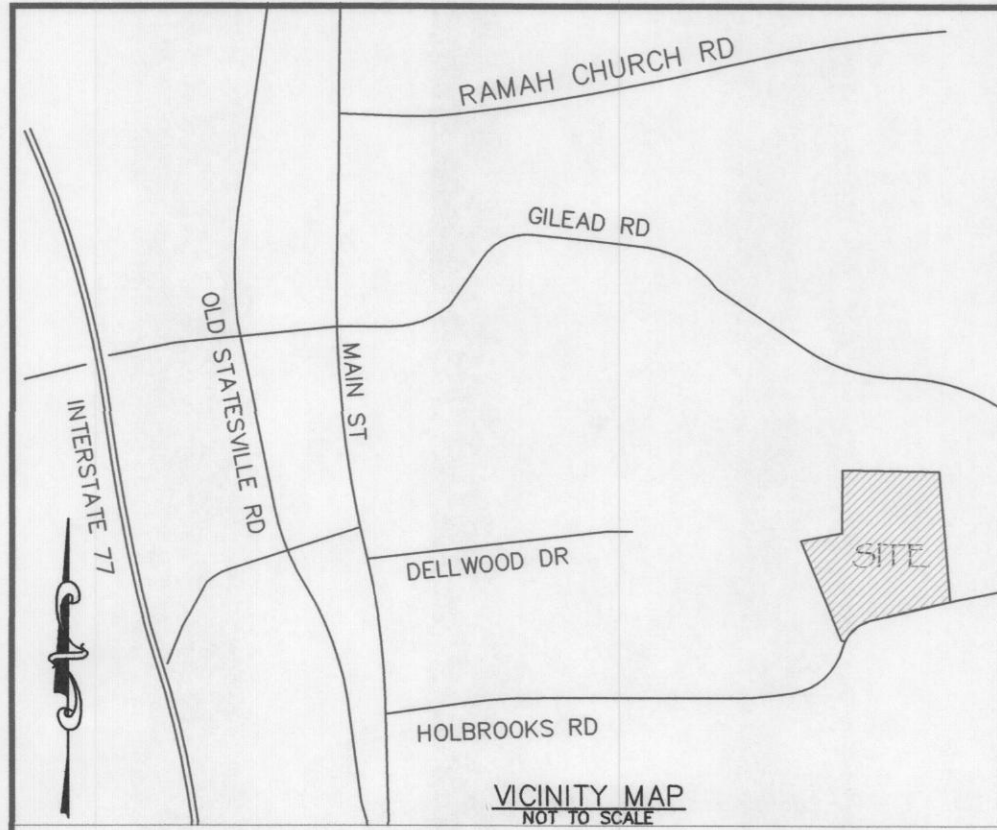 RAMAH CHURCH RD
GILEAD RD
OLD STATESVILLE RD
MAIN ST
INTERSTATE 77
DELLWOOD DR
SITE
HOLBROOKS RD
VICINITY MAP
NOT TO SCALE